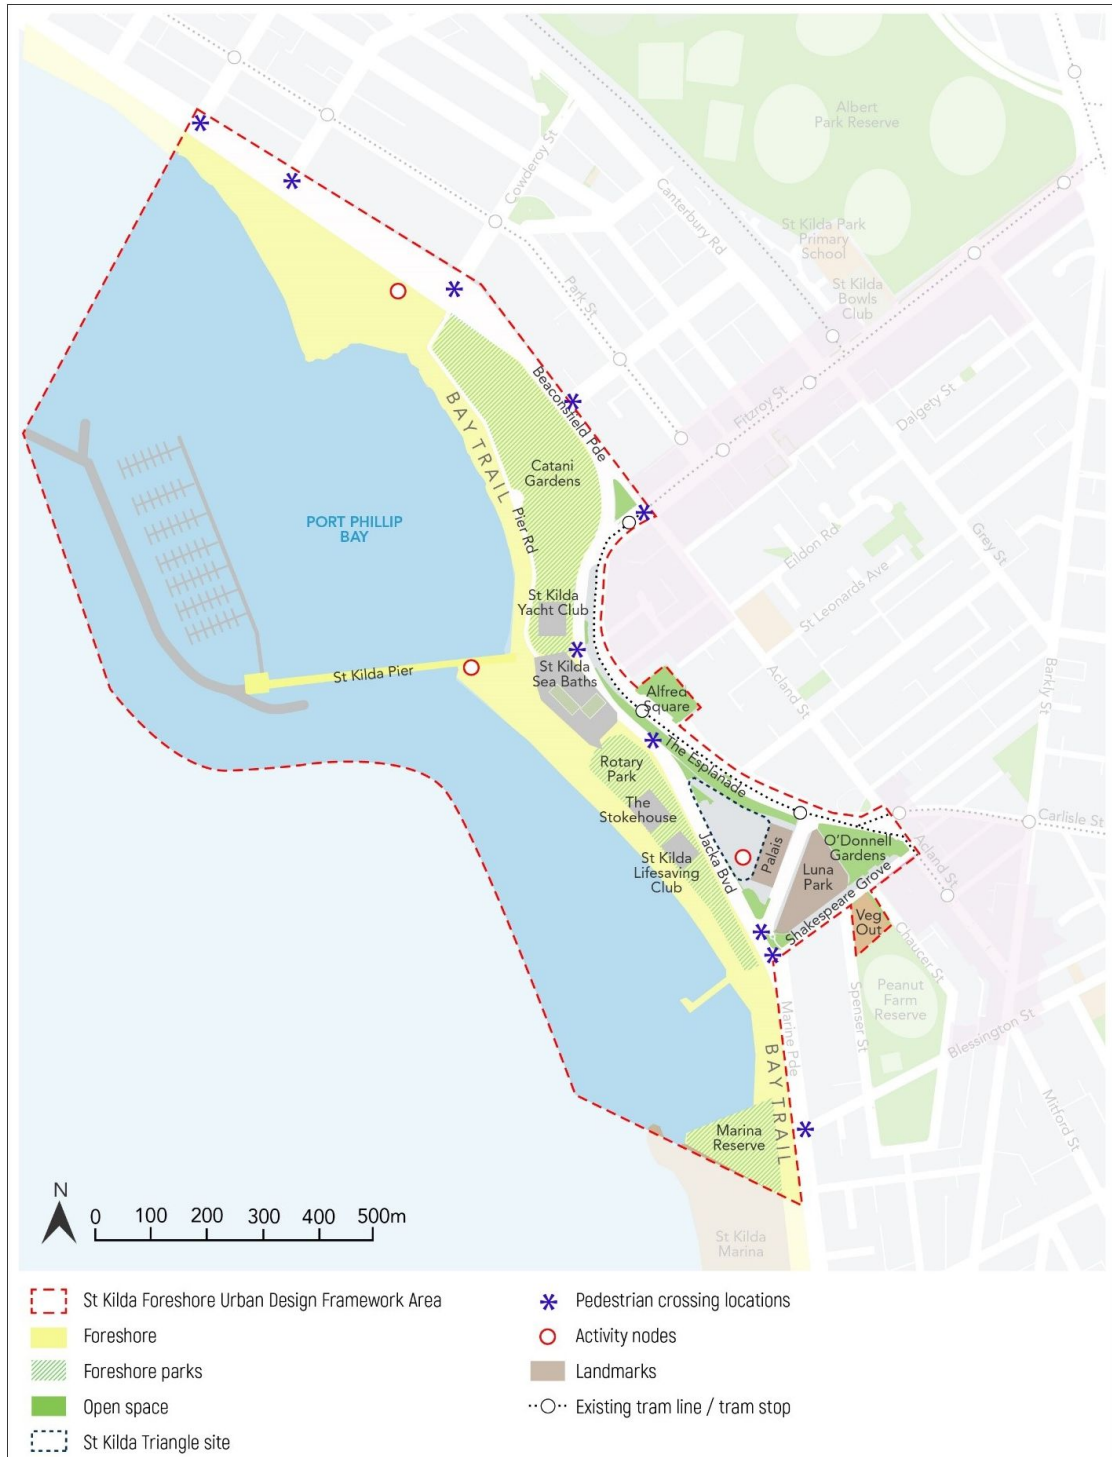 Albert
Park Reserve
Cowderoy St
Canterbury Rd
St Kilda Park
Primary
School
St Kilda
Bowls
Club
Park St
Beaconsfield Pde
Fitzroy St
Dalgety St
BAY TRAIL
Catani
Gardens
Pier Rd
PORT PHILLIP
BAY
Grey St
Eildon Rd
St Leonards Ave
St Kilda
Yacht Club
St Kilda Pier
St Kilda
Sea Baths
Alfred
Square
Acland St
Barkly St
The Esplanade
Rotary
Park
The
Stokehouse
St Kilda
Lifesaving
Club
Jacka Bvd
Palais
Luna
Park
O'Donnell
Gardens
Carlisle St
Acland St
Shakespeare Grove
Veg
Out
Chaucer St
Peanut
Farm
Reserve
Spenser St
Marine Pde
Blessington St
Mitford St
BAY TRAIL
Marina
Reserve
St Kilda
Marina
N
0 100 200 300 400 500m
St Kilda Foreshore Urban Design Framework Area
Foreshore
Foreshore parks
Open space
St Kilda Triangle site
Pedestrian crossing locations
Activity nodes
Landmarks
Existing tram line / tram stop